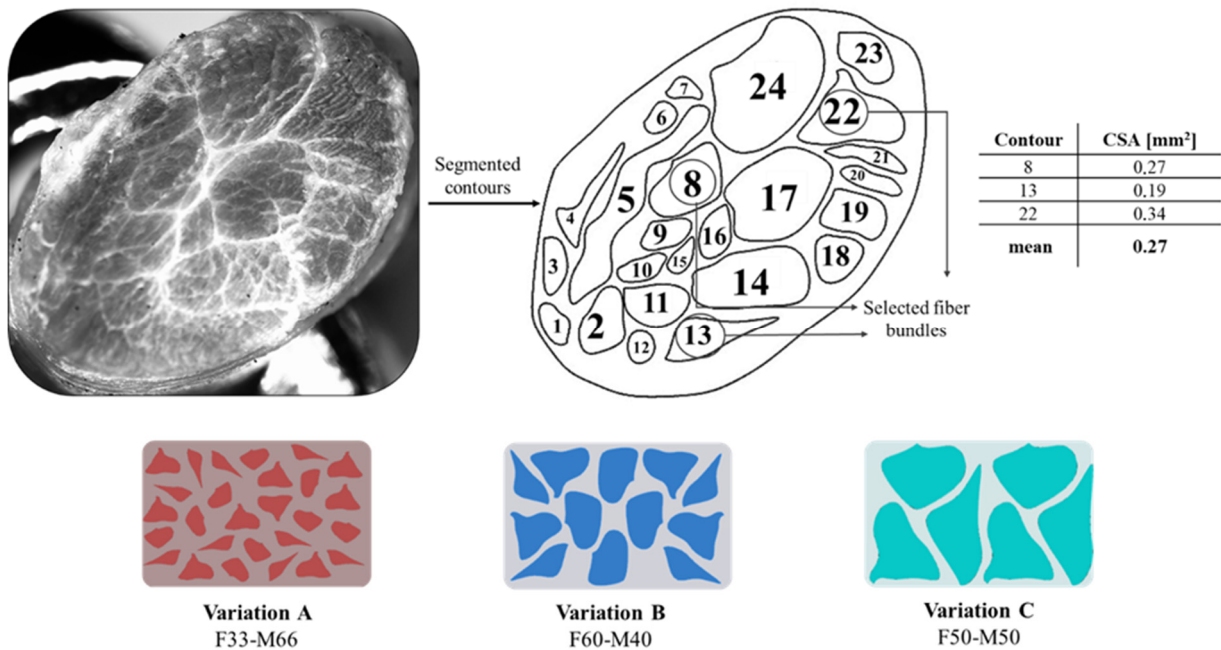 Segmented
contours
1
2
3
4
5
6
7
8
9
10
11
12
13
14
15
16
17
18
19
20
21
22
23
24
Selected fiber
bundles
Contour CSA [mm²]
8 0.27
13 0.19
22 0.34
mean 0.27
Variation A
F33-M66
Variation B
F60-M40
Variation C
F50-M50